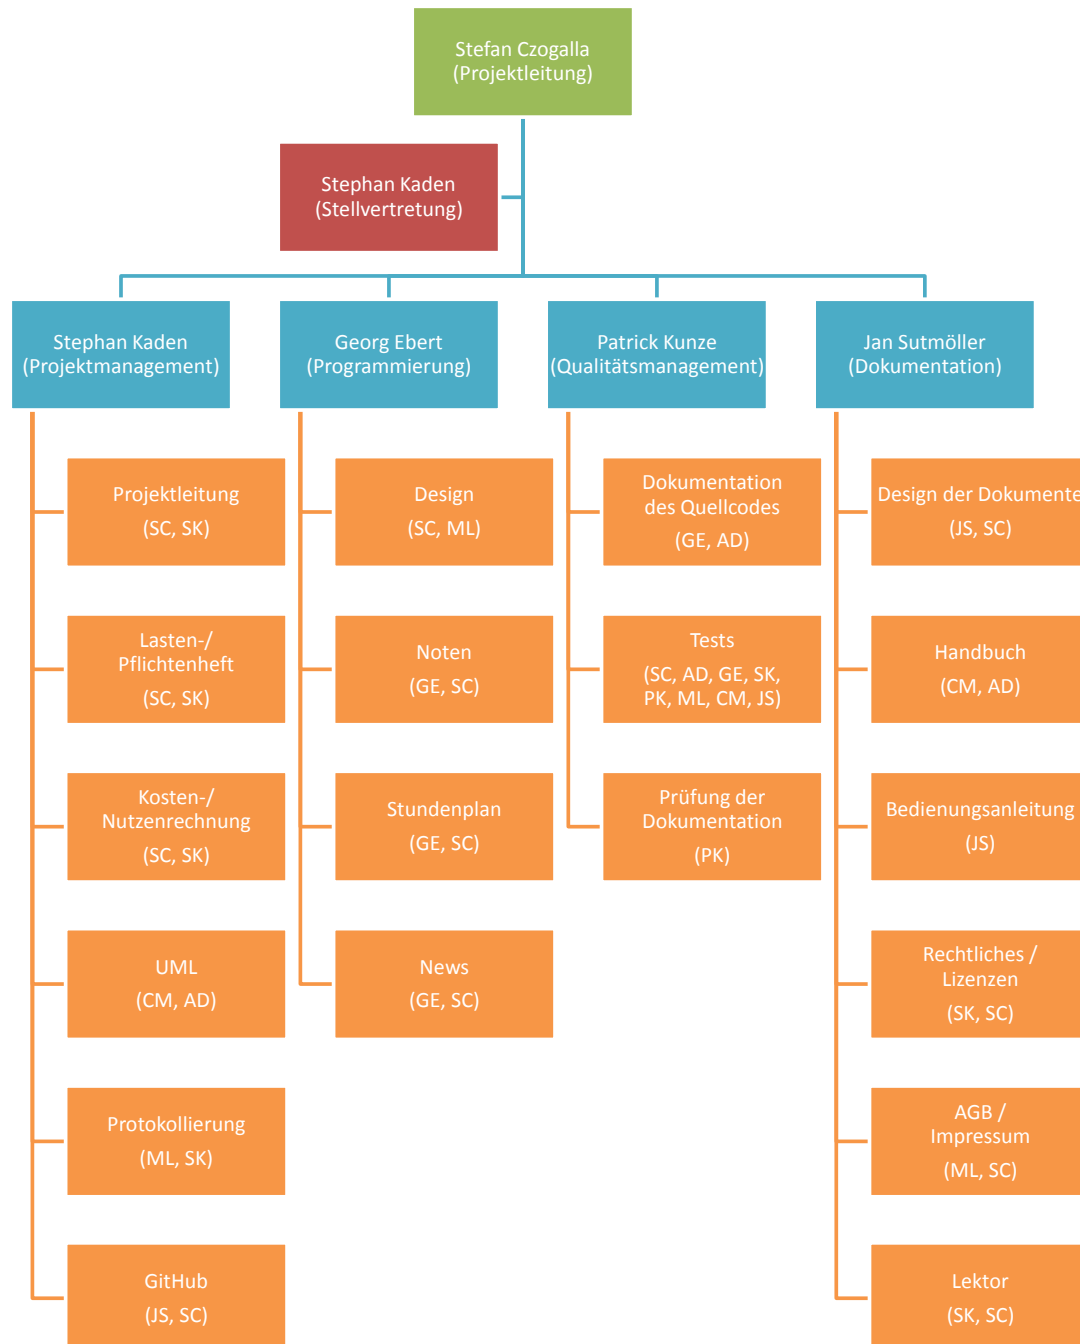 Stefan Czogalla
(Projektleitung)
Stephan Kaden
(Stellvertretung)
Stephan Kaden
(Projektmanagement)
Projektleitung
(SC, SK)
Lasten-/
Pflichtenheft
(SC, SK)
Kosten-/
Nutzenrechnung
(SC, SK)
UML
(CM, AD)
Protokollierung
(ML, SK)
GitHub
(JS, SC)
Georg Ebert
(Programmierung)
Design
(SC, ML)
Noten
(GE, SC)
Stundenplan
(GE, SC)
News
(GE, SC)
Patrick Kunze
(Qualitätsmanagement)
Dokumentation
des Quellcodes
(GE, AD)
Tests
(SC, AD, GE, SK,
PK, ML, CM, JS)
Prüfung der
Dokumentation
(PK)
Jan Sutmöller
(Dokumentation)
Design der Dokumente
(JS, SC)
Handbuch
(CM, AD)
Bedienungsanleitung
(JS)
Rechtliches /
Lizenzen
(SK, SC)
AGB /
Impressum
(ML, SC)
Lektor
(SK, SC)